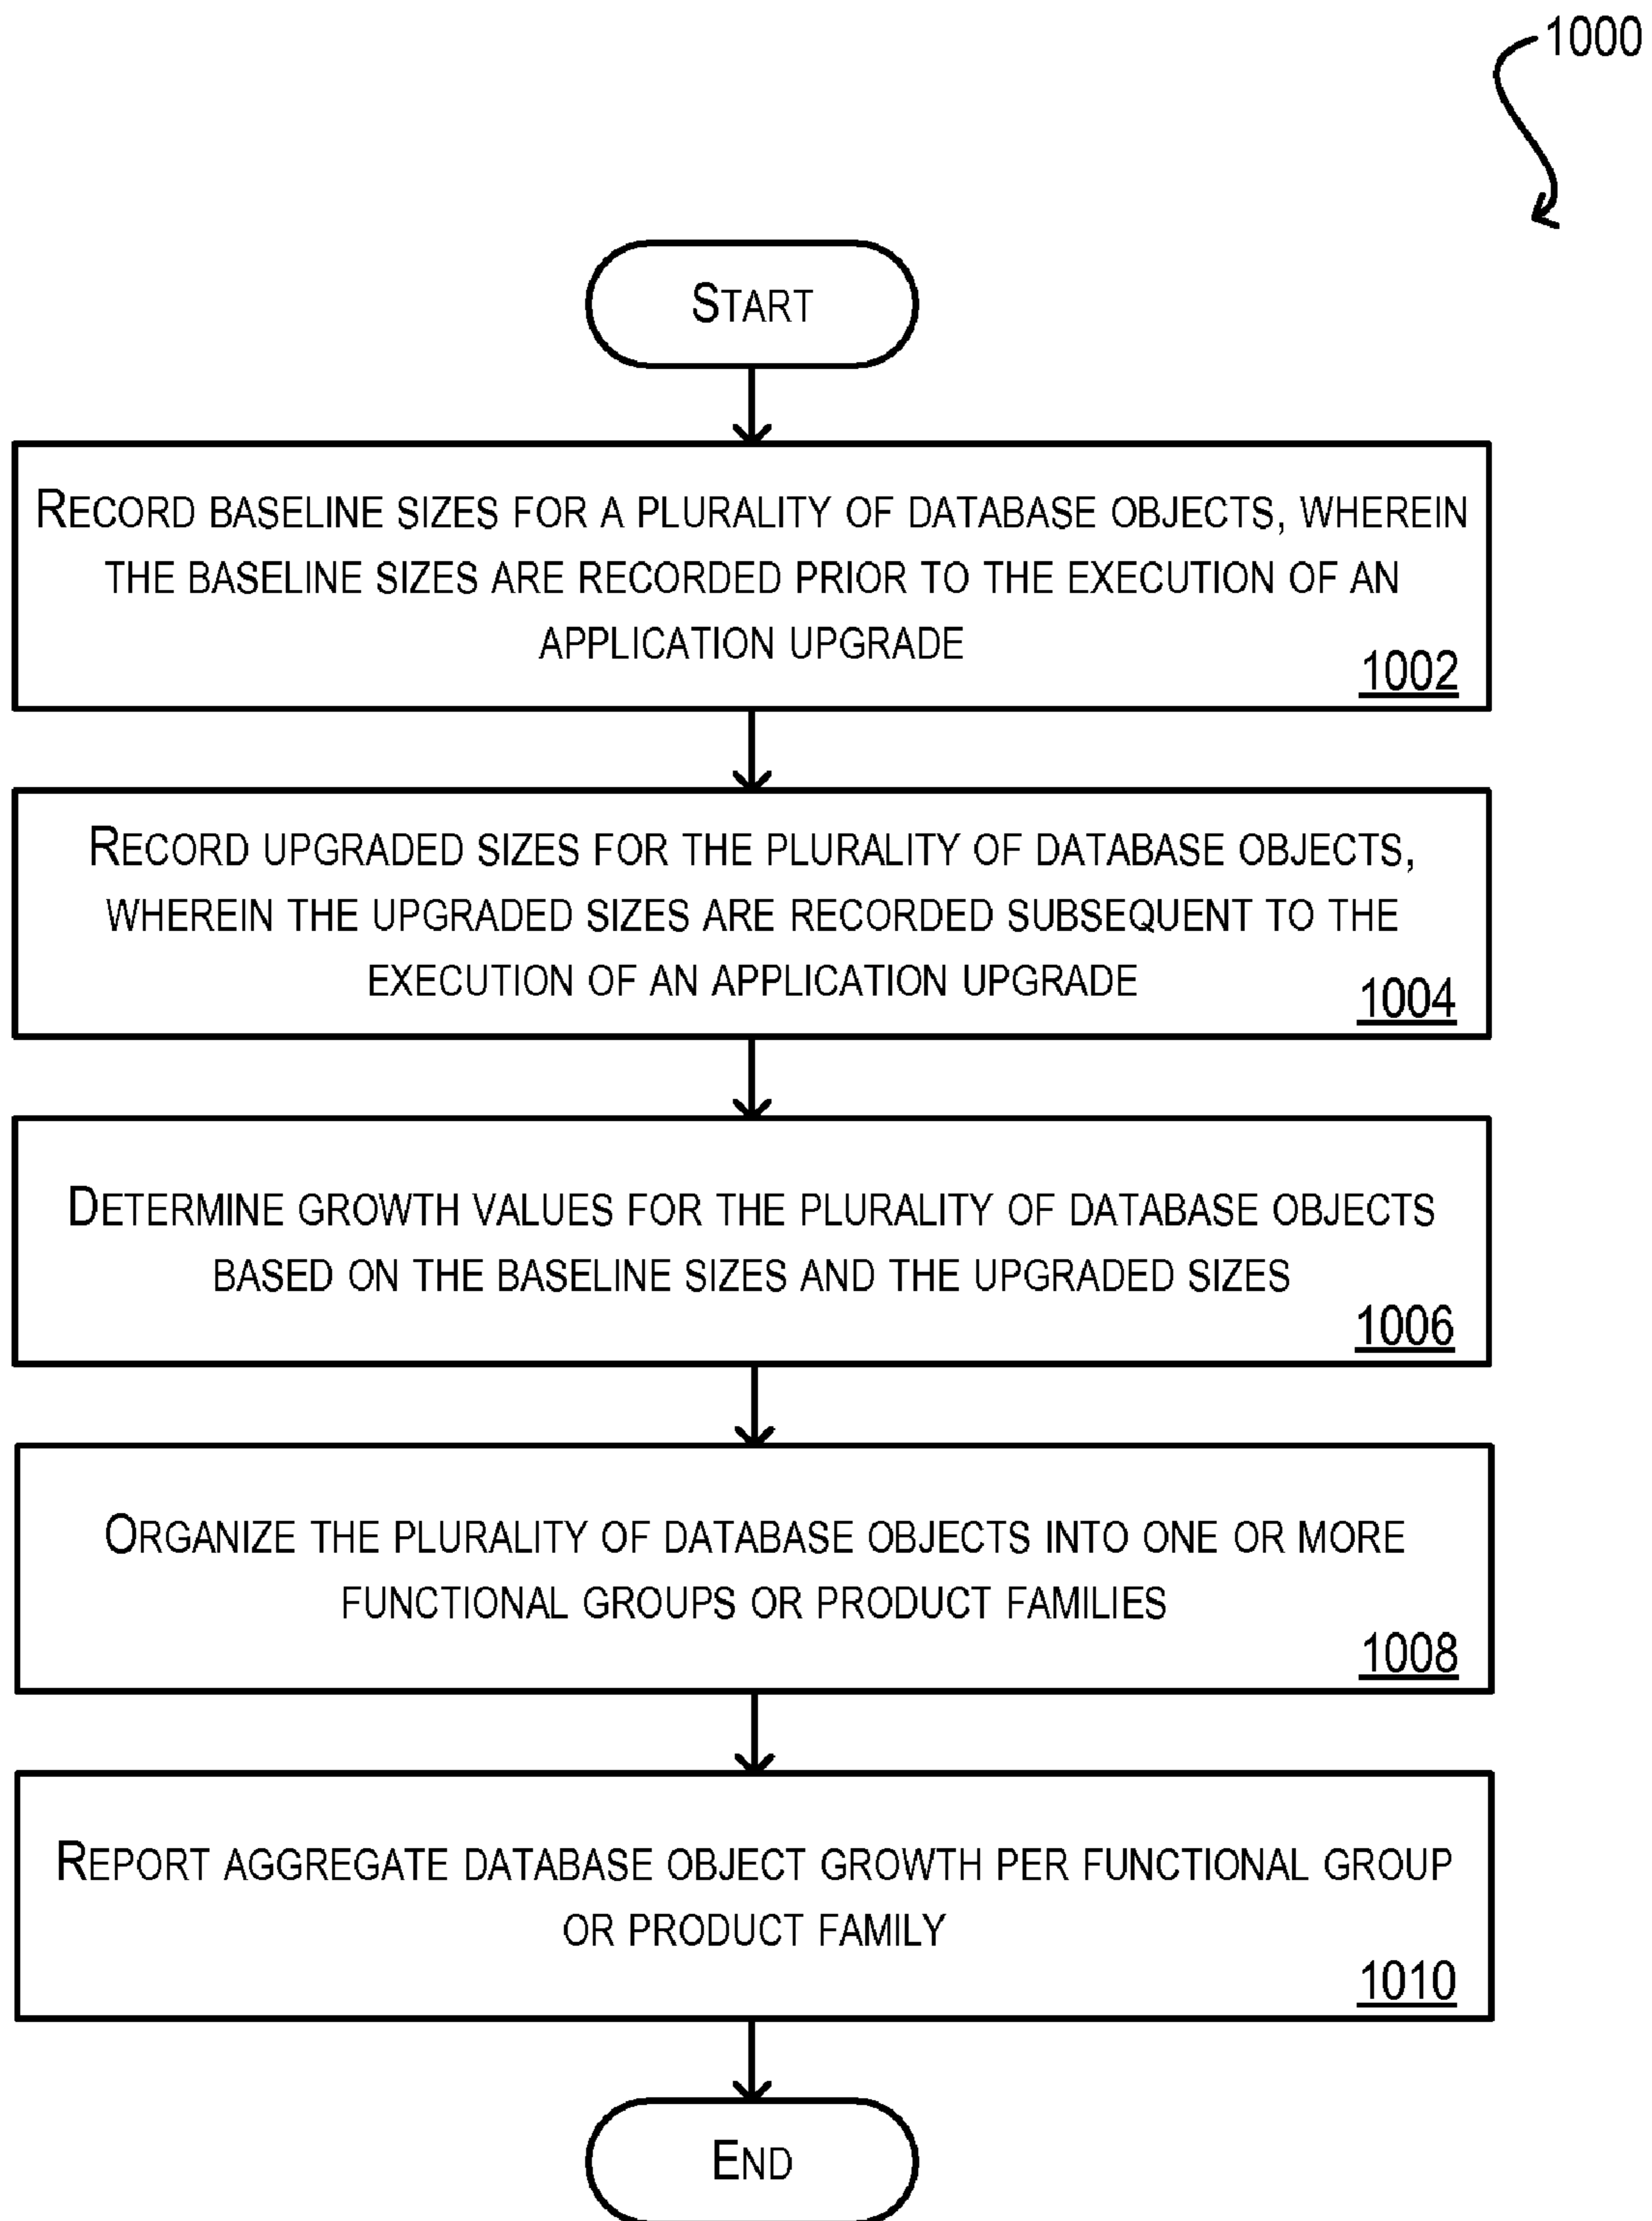 1000
START
RECORD BASELINE SIZES FOR A PLURALITY OF DATABASE OBJECTS, WHEREIN
THE BASELINE SIZES ARE RECORDED PRIOR TO THE EXECUTION OF AN
APPLICATION UPGRADE
1002
RECORD UPGRADED SIZES FOR THE PLURALITY OF DATABASE OBJECTS,
WHEREIN THE UPGRADED SIZES ARE RECORDED SUBSEQUENT TO THE
EXECUTION OF AN APPLICATION UPGRADE
1004
DETERMINE GROWTH VALUES FOR THE PLURALITY OF DATABASE OBJECTS
BASED ON THE BASELINE SIZES AND THE UPGRADED SIZES
1006
ORGANIZE THE PLURALITY OF DATABASE OBJECTS INTO ONE OR MORE
FUNCTIONAL GROUPS OR PRODUCT FAMILIES
1008
REPORT AGGREGATE DATABASE OBJECT GROWTH PER FUNCTIONAL GROUP
OR PRODUCT FAMILY
1010
END